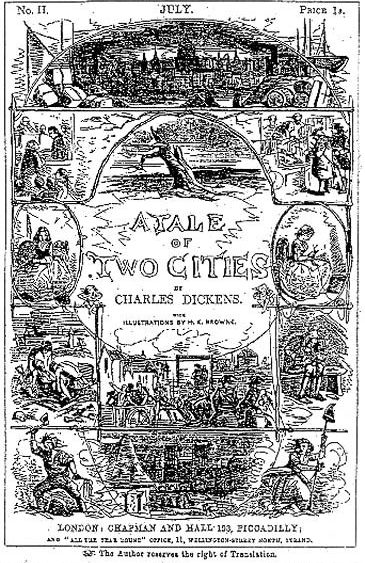 No. II. JULY. PRICE 1s.
A TALE
OF
TWO CITIES
BY
CHARLES DICKENS.
WITH
ILLUSTRATIONS BY H. K. BROWNE.
LONDON: CHAPMAN AND HALL 193, PICCADILLY;
AND "ALL THE YEAR ROUND" OFFICE, 11, WELLINGTON-STREET NORTH, STRAND.
☞ The Author reserves the right of Translation.